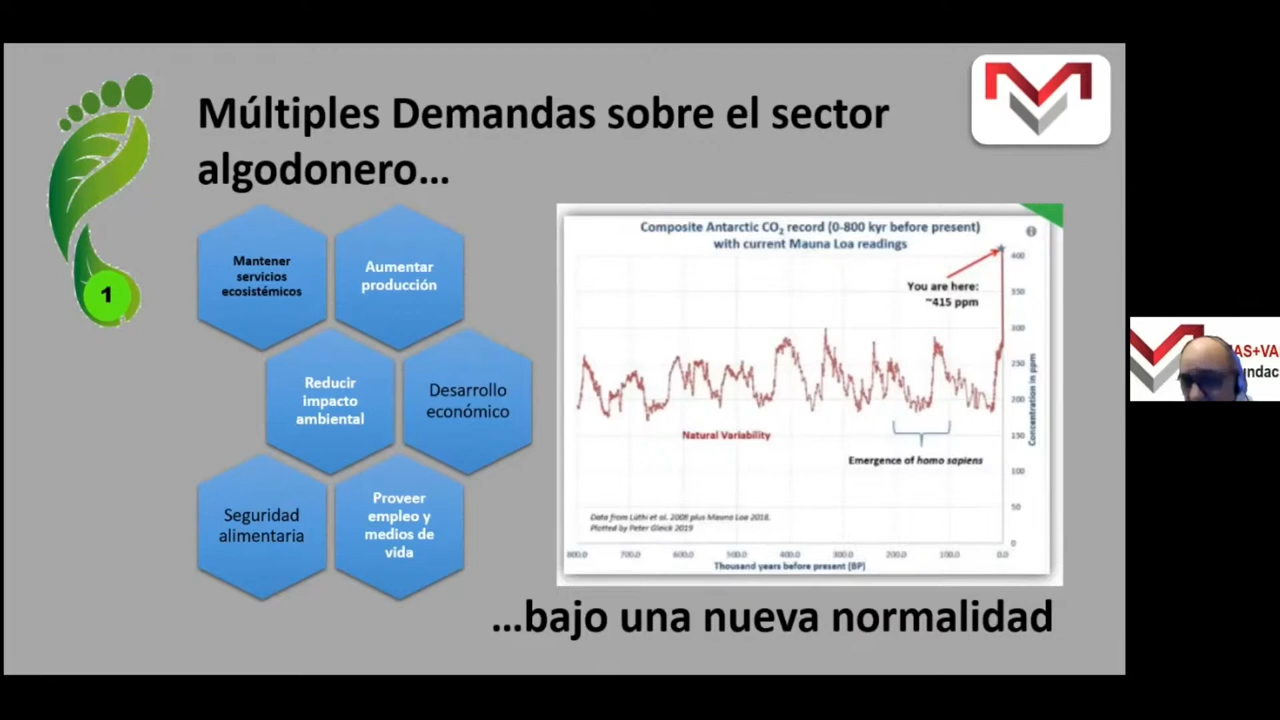 Múltiples Demandas sobre el sector
algodonero...
1
Mantener
servicios
ecosistémicos
Aumentar
producción
Reducir
impacto
ambiental
Desarrollo
económico
Seguridad
alimentaria
Proveer
empleo y
medios de
vida
Composite Antarctic CO₂ record (0-800 kyr before present)
with current Mauna Loa readings
You are here:
~415 ppm
400
350
300
250
200
150
100
50
0
Concentration in ppm
Natural Variability
Emergence of homo sapiens
Data from Lüthi et al. 2008 plus Mauna Loa 2018.
Plotted by Peter Gleick 2019
800.0 700.0 600.0 500.0 400.0 300.0 200.0 100.0 0.0
Thousand years before present (BP)
...bajo una nueva normalidad
AS+VA
undac